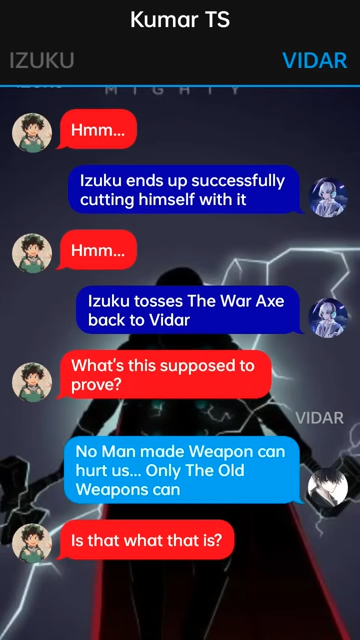 Kumar TS
IZUKU
VIDAR
MIGHTY
Hmm...
Izuku ends up successfully
cutting himself with it
Hmm...
Izuku tosses The War Axe
back to Vidar
What's this supposed to
prove?
VIDAR
No Man made Weapon can
hurt us... Only The Old
Weapons can
Is that what that is?